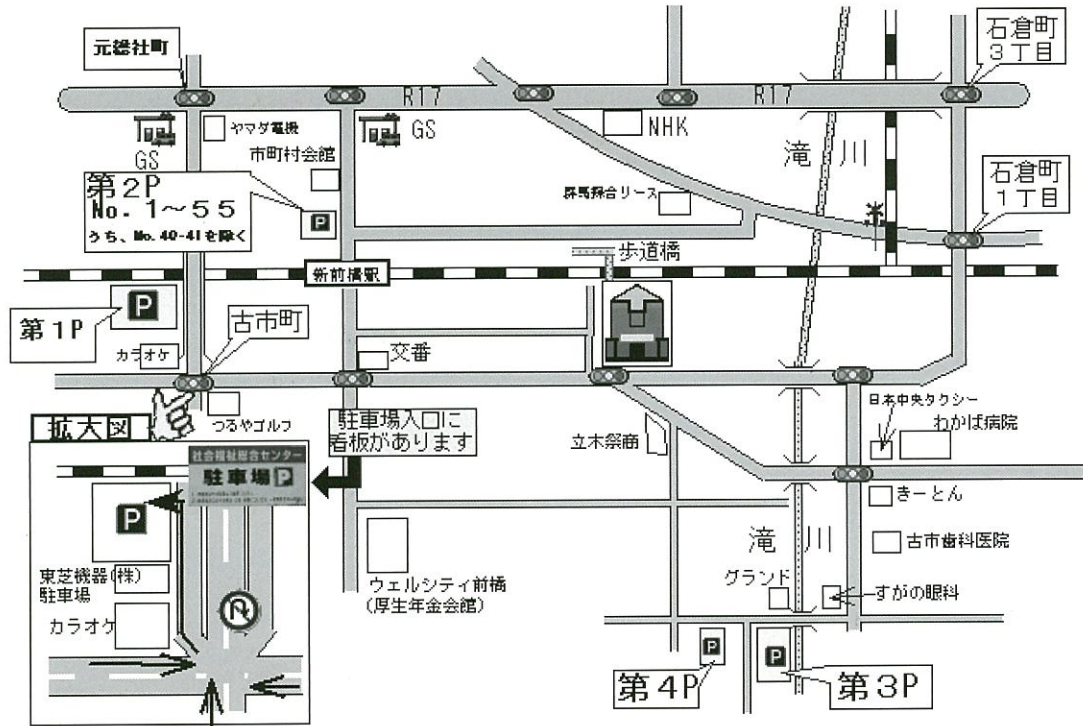 元総社町
石倉町
3丁目
R17
R17
GS
ヤマダ電機
GS
NHK
滝川
市町村会館
第2P
No. 1～55
うち、No. 40-41を除く
P
群馬綜合リース
石倉町
1丁目
歩道橋
新前橋駅
第1P
P
古市町
カラオケ
交番
つるやゴルフ
駐車場入口に
看板があります
立木祭商
日本中央タクシー
わかば病院
拡大図
社会福祉総合センター
駐車場 P
P
きーとん
滝川
古市歯科医院
東芝機器(株)
駐車場
カラオケ
ウェルシティ前橋
(厚生年金会館)
グランド
すがの眼科
P
P
第4P
第3P